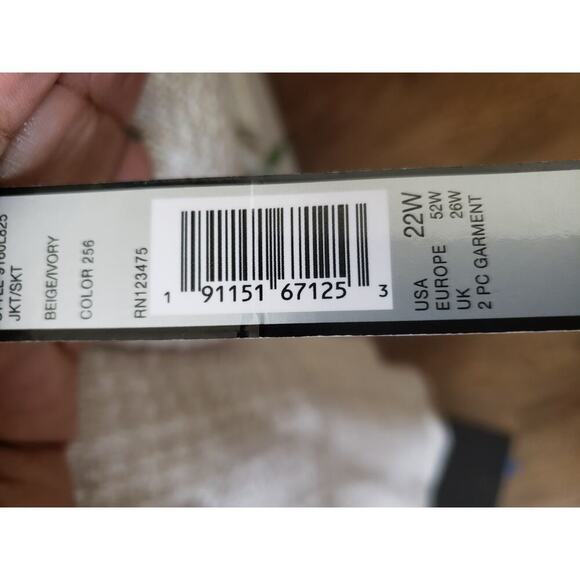 JKT/SKT
BEIGE/IVORY
COLOR 256
RN123475
1 91151 67125 3
USA 22W
EUROPE 52W
UK 26W
2 PC GARMENT